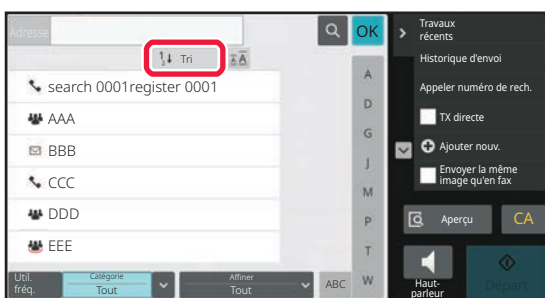 Adresse
OK
Tri
AA
search 0001register 0001
AAA
BBB
CCC
DDD
EEE
Util.
fréq.
Catégorie
Tout
Affiner
Tout
ABC
A
D
G
J
M
P
T
W
Travaux
récents
Historique d'envoi
Appeler numéro de rech.
TX directe
Ajouter nouv.
Envoyer la même
image qu'en fax
Aperçu
CA
Haut-
parleur
Départ